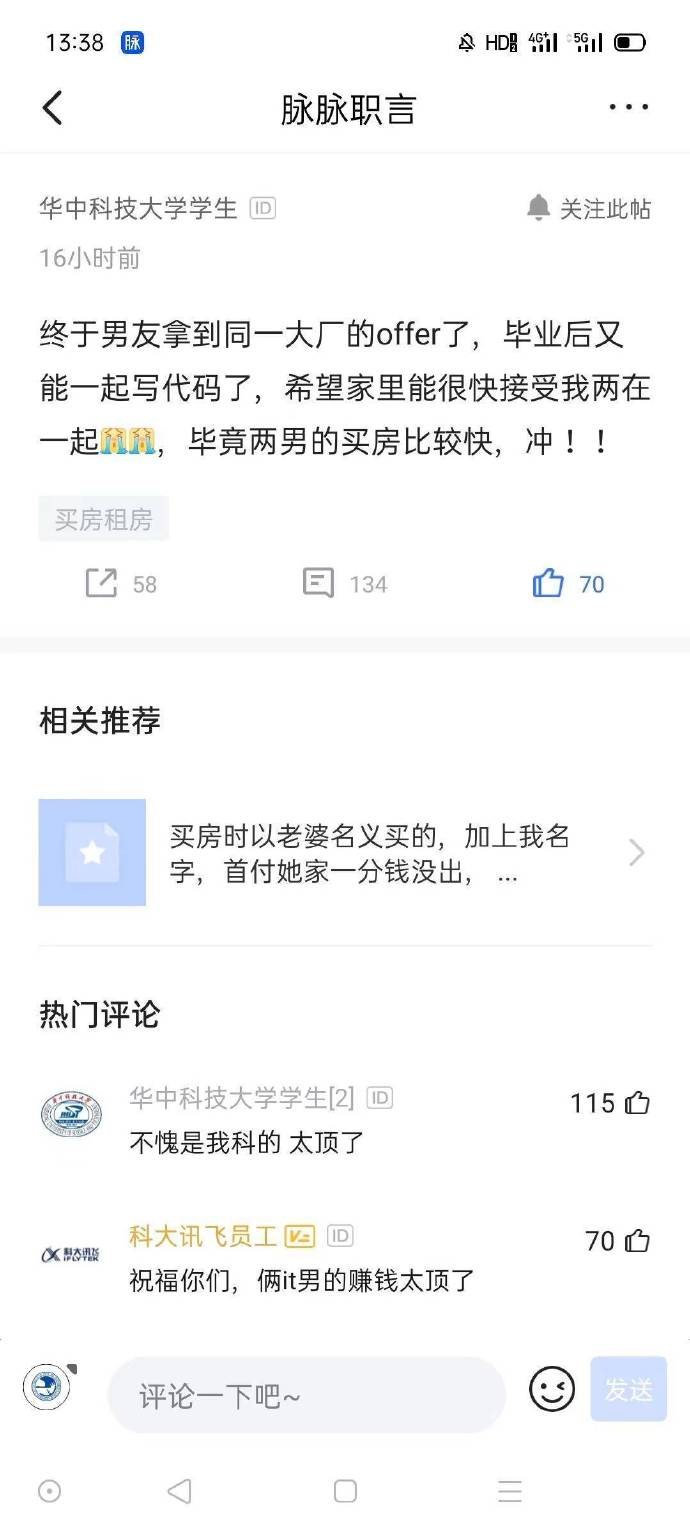 13:38 脉 HD 4G+ 5G
脉脉职言
华中科技大学学生 ID
关注此帖
16小时前
终于男友拿到同一大厂的offer了，毕业后又
能一起写代码了，希望家里能很快接受我两在
一起😭😭，毕竟两男的买房比较快，冲！！
买房租房
58 134 70
相关推荐
买房时以老婆名义买的，加上我名
字，首付她家一分钱没出， ...
热门评论
华中科技大学学生[2] ID
115
不愧是我科的 太顶了
科大讯飞员工 V ID
70
科大讯飞
IFLYTEK
祝福你们，俩it男的赚钱太顶了
评论一下吧~
发送